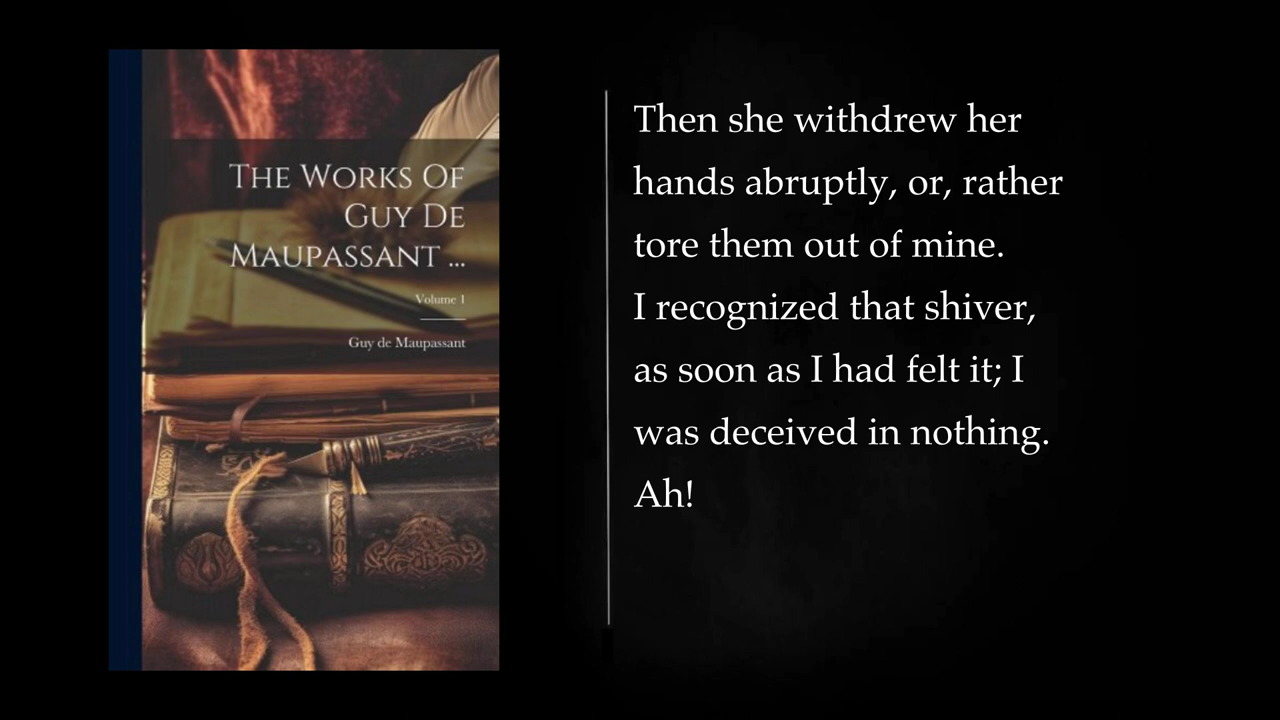 The Works Of
Guy De
Maupassant ...
Volume 1
Guy de Maupassant
Then she withdrew her
hands abruptly, or, rather
tore them out of mine.
I recognized that shiver,
as soon as I had felt it; I
was deceived in nothing.
Ah!